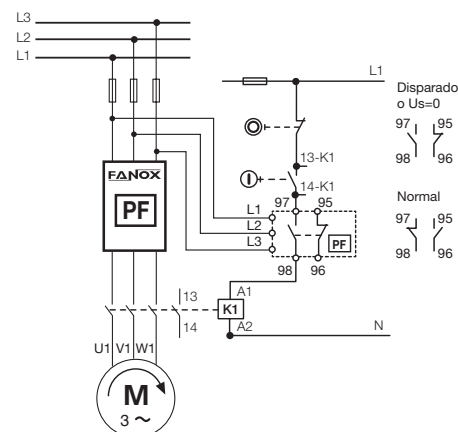 L3
L2
L1
L1
Disparado
o Us=0
97 95
98 96
13-K1
14-K1
FANOX
PF
97 95
L1
L2
L3
PF
98 96
Normal
97 95
98 96
13
14
A1
K1
A2
N
U1 V1 W1
M
3 ~